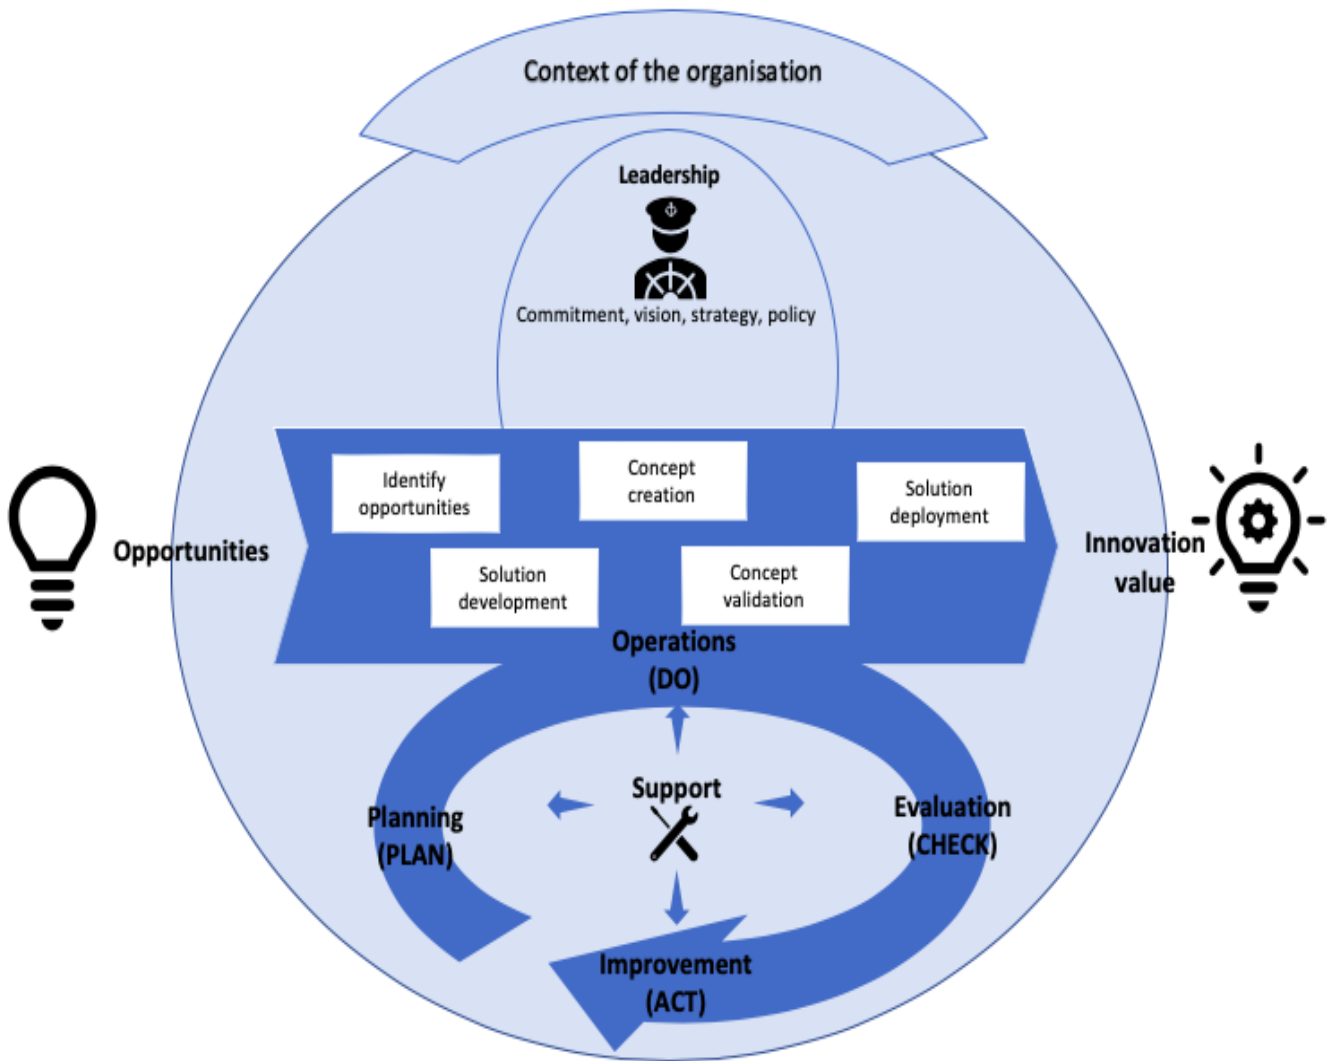 Context of the organisation
Leadership
Commitment, vision, strategy, policy
Identify
opportunities
Concept
creation
Solution
deployment
Opportunities
Innovation
value
Solution
development
Concept
validation
Operations
(DO)
Support
Planning
(PLAN)
Evaluation
(CHECK)
Improvement
(ACT)